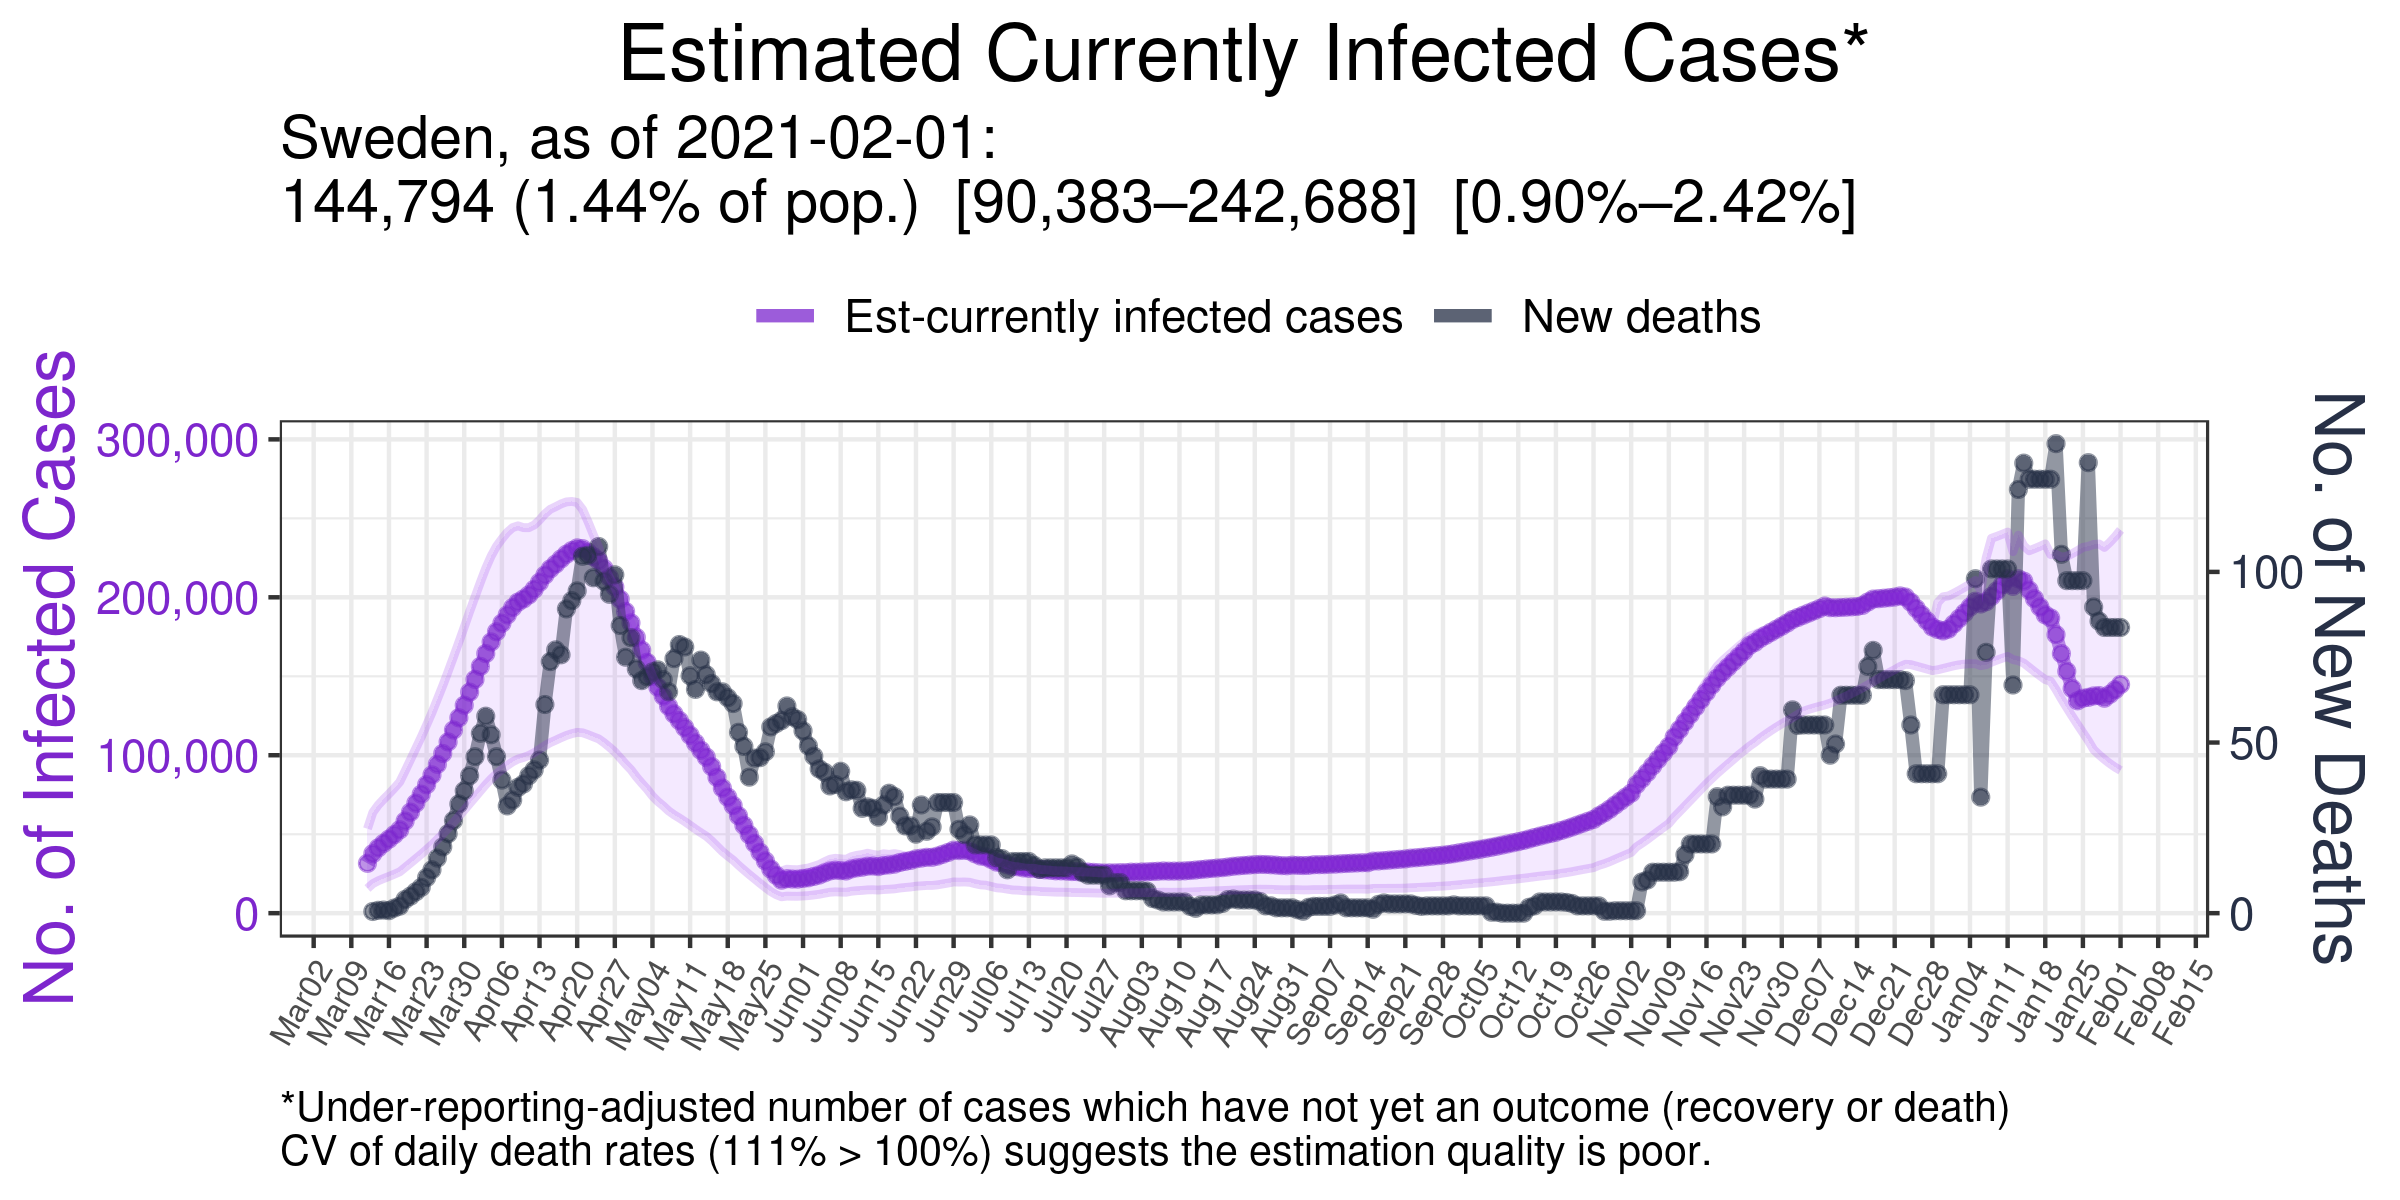 Estimated Currently Infected Cases*
Sweden, as of 2021-02-01:
144,794 (1.44% of pop.)  [90,383–242,688]  [0.90%–2.42%]
Est-currently infected cases
New deaths
No. of Infected Cases
300,000
200,000
100,000
0
No. of New Deaths
100
50
0
Mar02
Mar09
Mar16
Mar23
Mar30
Apr06
Apr13
Apr20
Apr27
May04
May11
May18
May25
Jun01
Jun08
Jun15
Jun22
Jun29
Jul06
Jul13
Jul20
Jul27
Aug03
Aug10
Aug17
Aug24
Aug31
Sep07
Sep14
Sep21
Sep28
Oct05
Oct12
Oct19
Oct26
Nov02
Nov09
Nov16
Nov23
Nov30
Dec07
Dec14
Dec21
Dec28
Jan04
Jan11
Jan18
Jan25
Feb01
Feb08
Feb15
*Under-reporting-adjusted number of cases which have not yet an outcome (recovery or death)
CV of daily death rates (111% > 100%) suggests the estimation quality is poor.